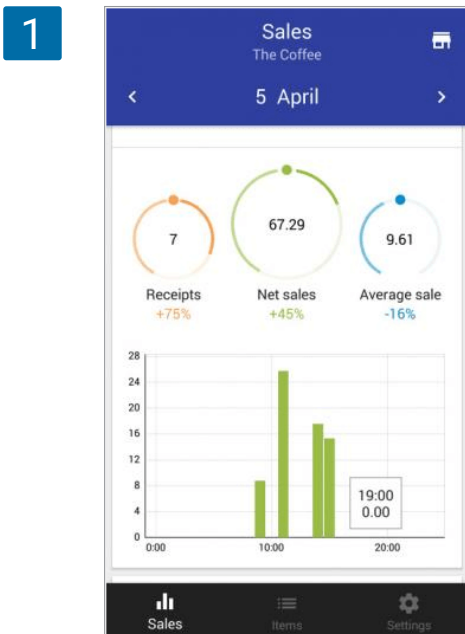 1
Sales
The Coffee
5 April
7
67.29
9.61
Receipts
Net sales
Average sale
+75%
+45%
-16%
28
24
20
16
12
8
4
0
19:00
0.00
0:00
10:00
20:00
Sales
Items
Settings